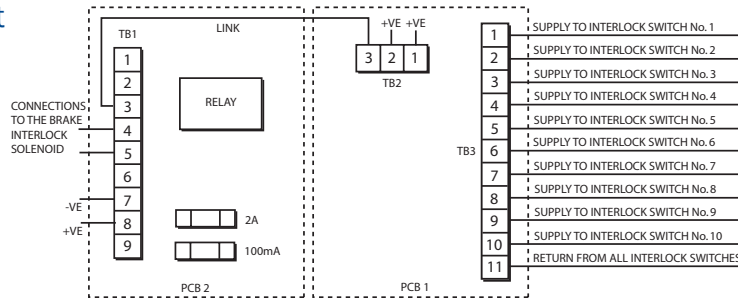 t
TB1
LINK
1
2
3
4
5
6
7
8
9
CONNECTIONS
TO THE BRAKE
INTERLOCK
SOLENOID
-VE
+VE
RELAY
2A
100mA
PCB 2
+VE +VE
3 2 1
TB2
TB3
1
2
3
4
5
6
7
8
9
10
11
SUPPLY TO INTERLOCK SWITCH No. 1
SUPPLY TO INTERLOCK SWITCH No. 2
SUPPLY TO INTERLOCK SWITCH No. 3
SUPPLY TO INTERLOCK SWITCH No. 4
SUPPLY TO INTERLOCK SWITCH No. 5
SUPPLY TO INTERLOCK SWITCH No. 6
SUPPLY TO INTERLOCK SWITCH No. 7
SUPPLY TO INTERLOCK SWITCH No. 8
SUPPLY TO INTERLOCK SWITCH No. 9
SUPPLY TO INTERLOCK SWITCH No. 10
RETURN FROM ALL INTERLOCK SWITCHES
PCB 1